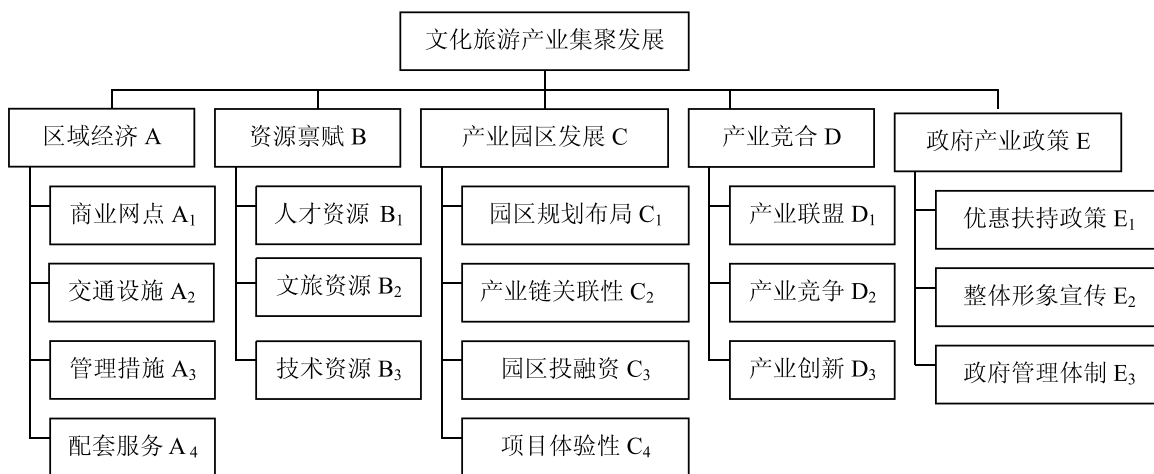 文化旅游产业集聚发展
区域经济 A
资源禀赋 B
产业园区发展 C
产业竞合 D
政府产业政策 E
商业网点 A₁
交通设施 A₂
管理措施 A₃
配套服务 A₄
人才资源 B₁
文旅资源 B₂
技术资源 B₃
园区规划布局 C₁
产业链关联性 C₂
园区投融资 C₃
项目体验性 C₄
产业联盟 D₁
产业竞争 D₂
产业创新 D₃
优惠扶持政策 E₁
整体形象宣传 E₂
政府管理体制 E₃